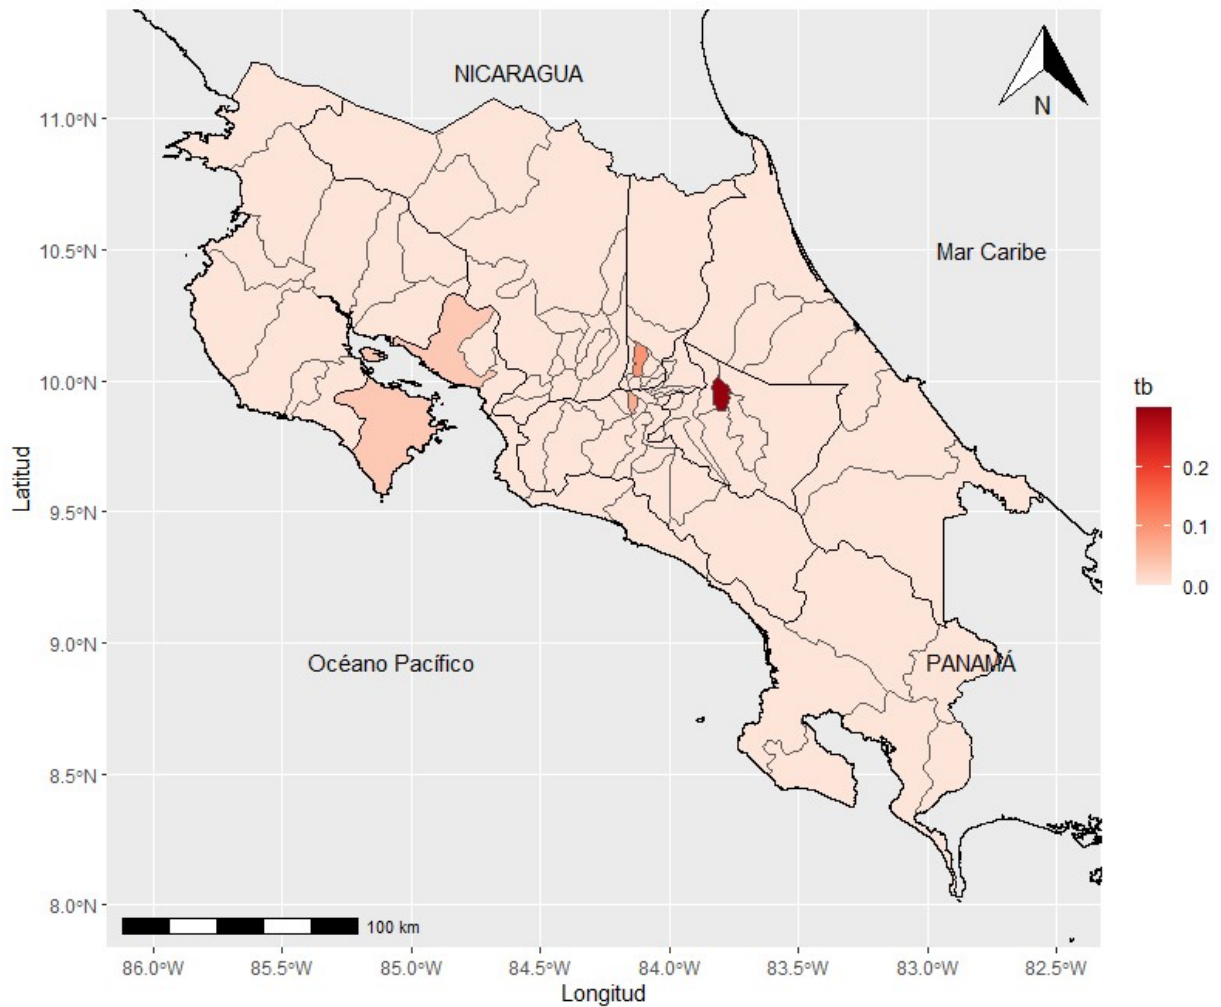 NICARAGUA
N
11.0°N
Mar Caribe
10.5°N
10.0°N
tb
0.2
0.1
0.0
Latitud
9.5°N
9.0°N
Océano Pacífico
PANAMÁ
8.5°N
8.0°N
100 km
86.0°W 85.5°W 85.0°W 84.5°W 84.0°W 83.5°W 83.0°W 82.5°W
Longitud